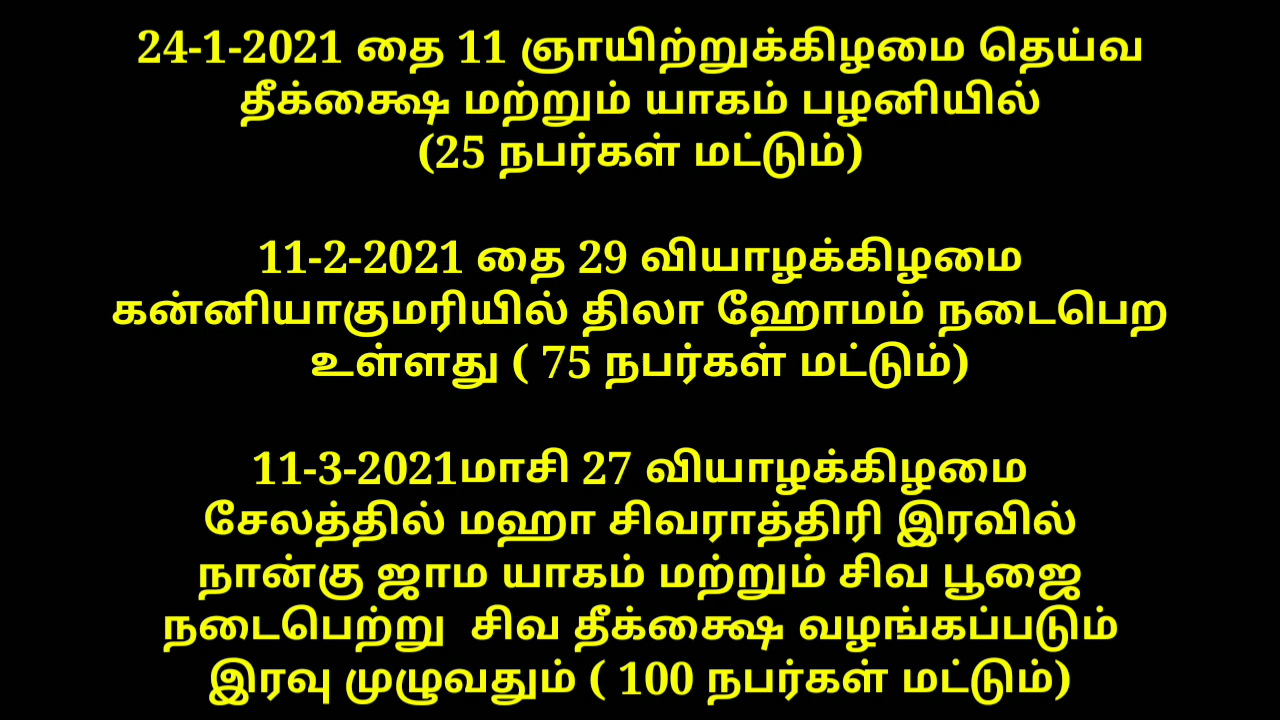 24-1-2021 தை 11 ஞாயிற்றுக்கிழமை தெய்வ
தீக்க்ஷை மற்றும் யாகம் பழனியில்
(25 நபர்கள் மட்டும்)
11-2-2021 தை 29 வியாழக்கிழமை
கன்னியாகுமரியில் திலா ஹோமம் நடைபெற
உள்ளது ( 75 நபர்கள் மட்டும்)
11-3-2021மாசி 27 வியாழக்கிழமை
சேலத்தில் மஹா சிவராத்திரி இரவில்
நான்கு ஜாம யாகம் மற்றும் சிவ பூஜை
நடைபெற்று  சிவ தீக்க்ஷை வழங்கப்படும்
இரவு முழுவதும் ( 100 நபர்கள் மட்டும்)